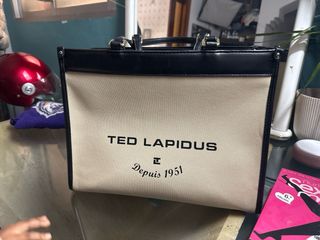 TED LAPIDUS
Depuis 1951